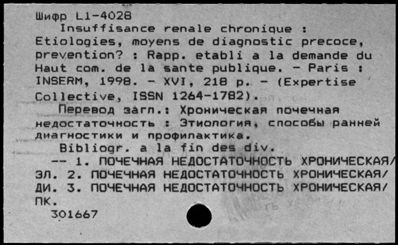 Шифр L1-4028
Insuffisance renale chronique :
Etiologies, moyens de diagnostic precoce,
prevention? : Rapp. etabli a la demande du
Haut com. de la sante publique. - Paris :
INSERM, 1998. - XVI, 218 p. - (Expertise
Collective, ISSN 1264-1782).
Перевод загл.: Хроническая почечная
недостаточность : Этиология, способы ранней
диагностики и профилактика.
Bibliogr. a la fin des div.
-- 1. ПОЧЕЧНАЯ НЕДОСТАТОЧНОСТЬ ХРОНИЧЕСКАЯ/
ЭЛ. 2. ПОЧЕЧНАЯ НЕДОСТАТОЧНОСТЬ ХРОНИЧЕСКАЯ/
ДИ. 3. ПОЧЕЧНАЯ НЕДОСТАТОЧНОСТЬ ХРОНИЧЕСКАЯ/
ПК.
301667